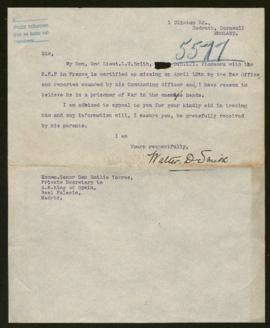 1 Clinton Rd.,
Redruth, Cornwall
ENGLAND.
5577
Sir,
My Son, 2nd Lieut.L.W.Smith, Pioneers with the
B.E.F in France is certified as missing on April 12th by the War Office,
and reported wounded by his Commanding Officer and I have reason to
believe he is a prisoner of War in the enemies hands.
I am advised to appeal to you for your kindly aid in tracing
him and any information will, I assure you, be gratefully received
by his parents.
I am
Yours respectfully,
Walter. D. Smith
Excmo.Senor Don Emilio Thorres,
Private Secretary to
H.M.King of Spain,
Real Palacio,
Madrid.